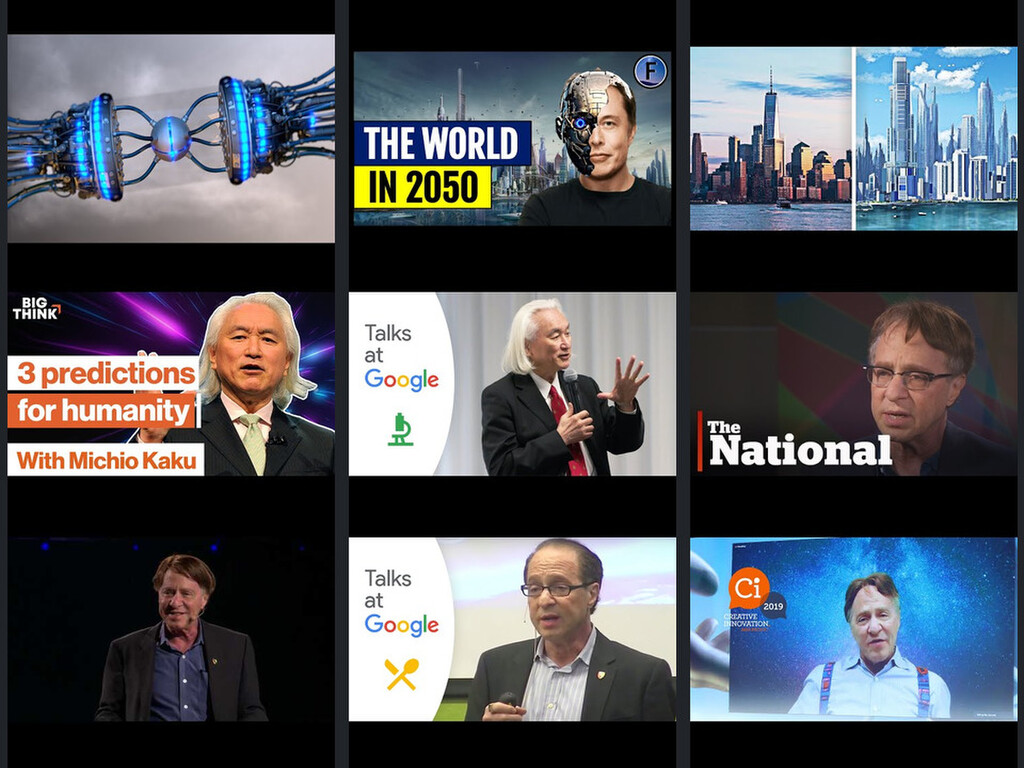 F
THE WORLD
IN 2050
BIG
THINK
3 predictions
for humanity
With Michio Kaku
Talks
at
Google
The
National
Talks
at
Google
Ci
2019
CREATIVE
INNOVATION